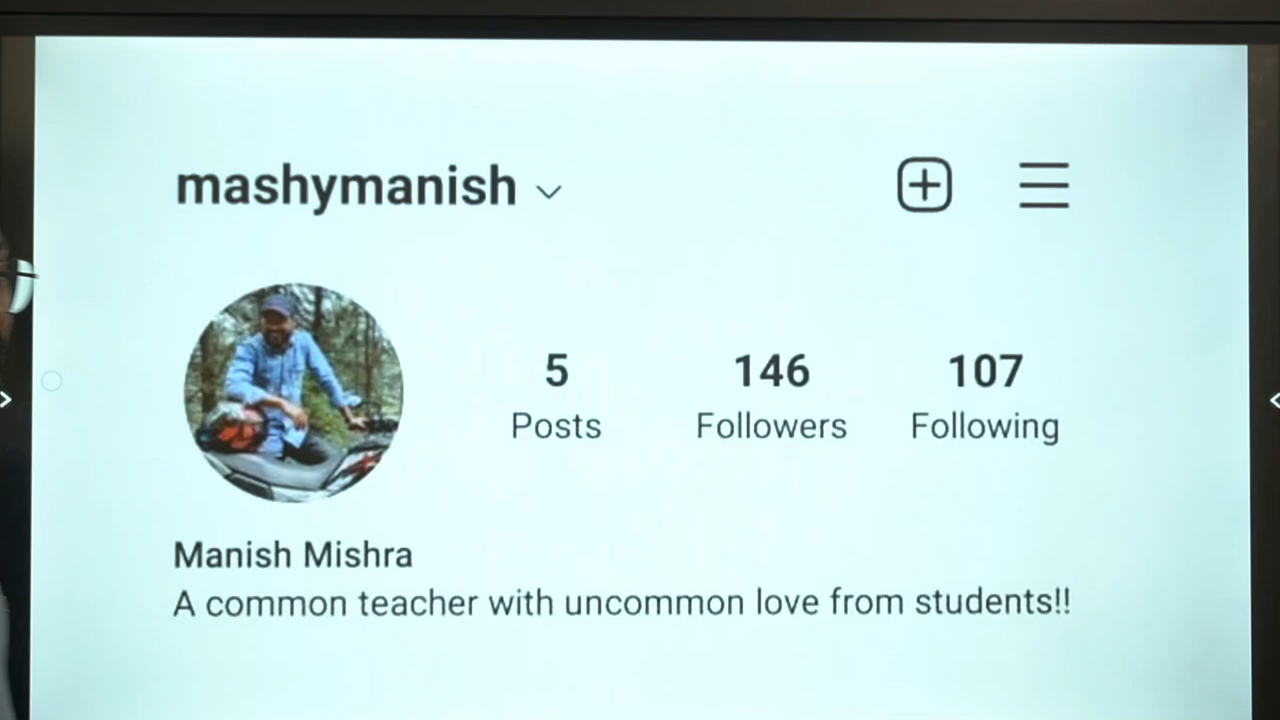 mashymanish
5 146 107
Posts Followers Following
Manish Mishra
A common teacher with uncommon love from students!!